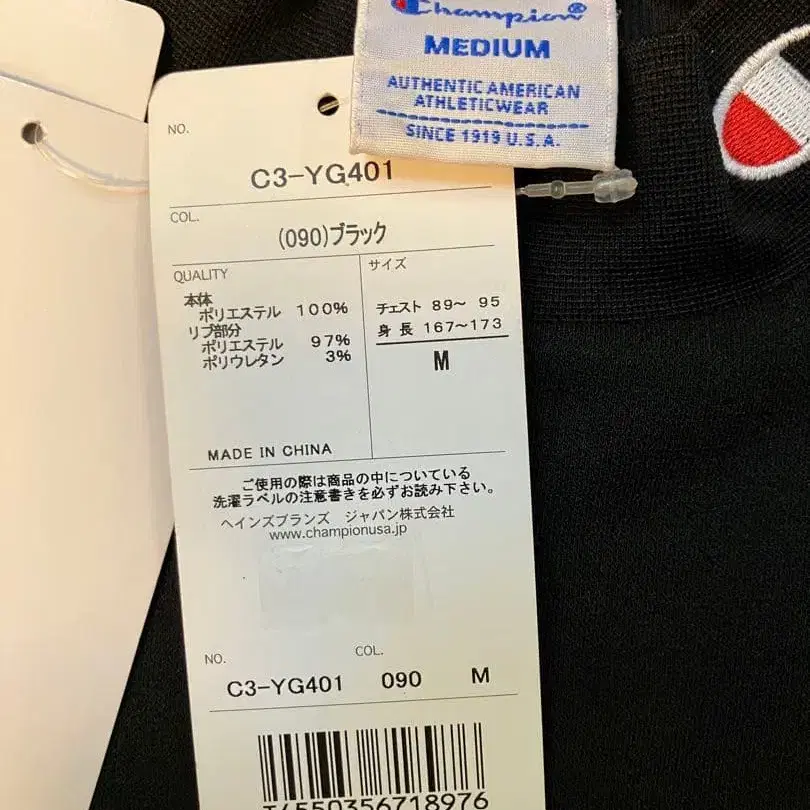 Champion®
MEDIUM
AUTHENTIC AMERICAN
ATHLETICWEAR
SINCE 1919 U.S.A.
NO.
C3-YG401
COL.
(090)ブラック
QUALITY
本体
ポリエステル 100%
リブ部分
ポリエステル 97%
ポリウレタン 3%
サイズ
チェスト 89〜 95
身長 167〜173
M
MADE IN CHINA
ご使用の際は商品の中についている
洗濯ラベルの注意書きを必ずお読み下さい。
ヘインズブランズ ジャパン株式会社
www.championusa.jp
NO. COL.
C3-YG401 090 M
T4550356718976